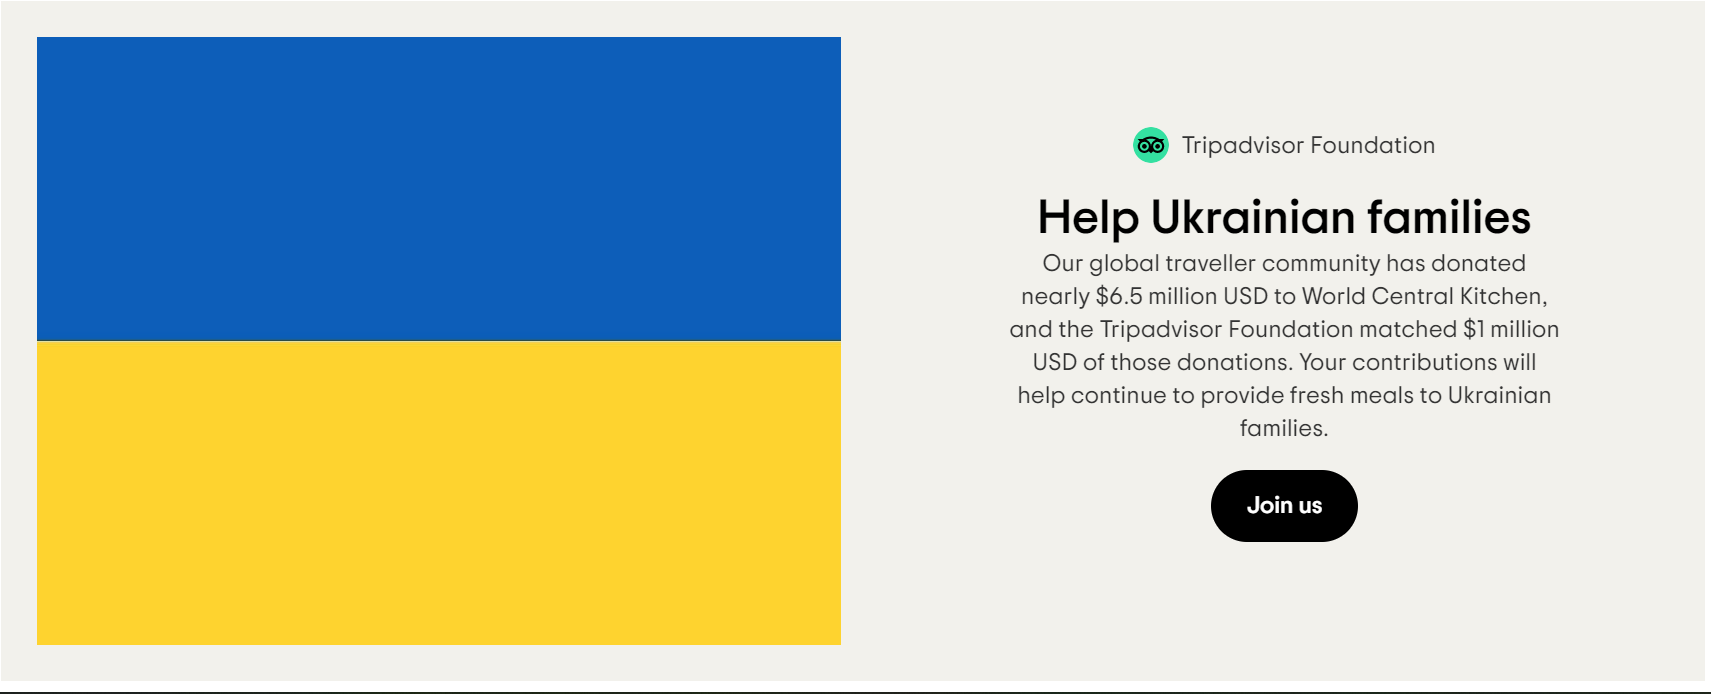 Tripadvisor Foundation
Help Ukrainian families
Our global traveller community has donated
nearly $6.5 million USD to World Central Kitchen,
and the Tripadvisor Foundation matched $1 million
USD of those donations. Your contributions will
help continue to provide fresh meals to Ukrainian
families.
Join us